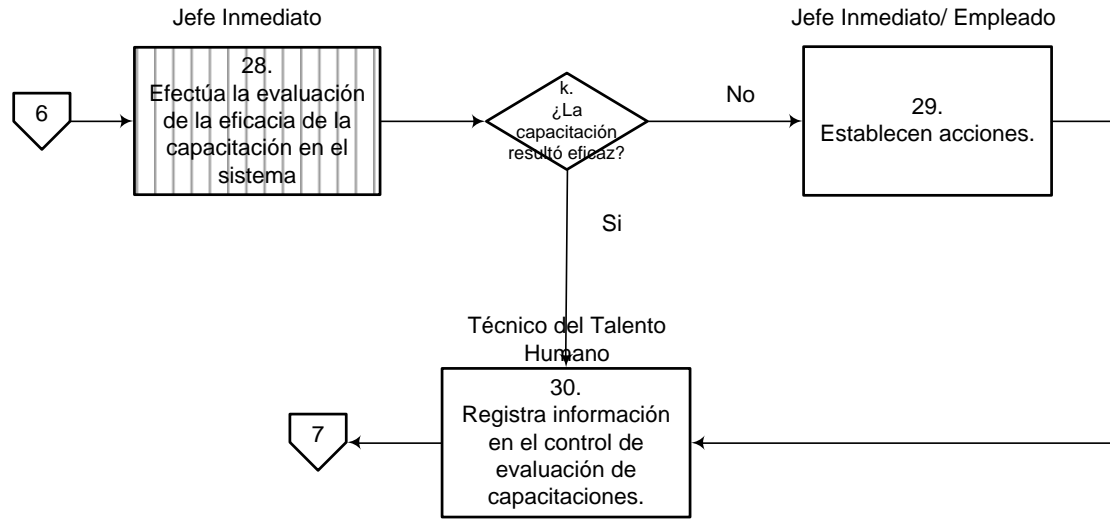 Jefe Inmediato
Jefe Inmediato/ Empleado
6
28.
Efectúa la evaluación
de la eficacia de la
capacitación en el
sistema
k.
¿La
capacitación
resultó eficaz?
No
29.
Establecen acciones.
Si
Técnico del Talento
Humano
30.
Registra información
en el control de
evaluación de
capacitaciones.
7